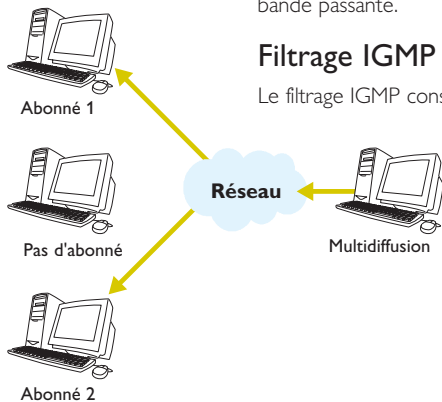 bande passante.
Filtrage IGMP
Le filtrage IGMP cons
Abonné 1
Réseau
Pas d'abonné
Multidiffusion
Abonné 2